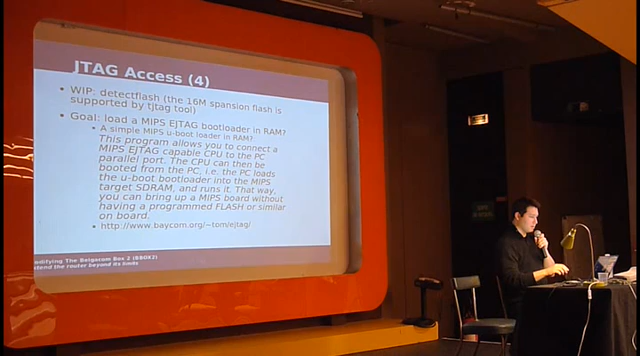 JTAG Access (4)
WIP: detectflash (the 16M spansion flash is
supported by tjtag tool)
Goal: load a MIPS EJTAG bootloader in RAM?
A simple MIPS u-boot loader in RAM?
This program allows you to connect a
MIPS EJTAG capable CPU to the PC
parallel port. The CPU can then be
booted from the PC, i.e. the PC loads
the u-boot bootloader into the MIPS
target SDRAM, and runs it. That way,
you can bring up a MIPS board without
having a programmed FLASH or similar
on board.
http://www.baycom.org/~tom/ejtag/
odifying The Belgacom Box 2 (BBOX2)
xtend the router beyond its limits